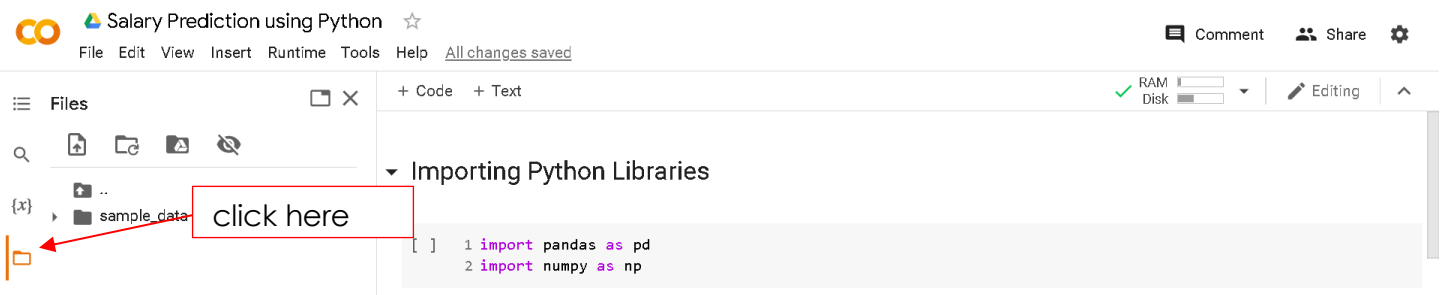 Salary Prediction using Python
File Edit View Insert Runtime Tools Help All changes saved
Comment Share
Files
+ Code + Text
RAM
Disk
Editing
Importing Python Libraries
..
{x}
sample_data
click here
[ ] 1 import pandas as pd
2 import numpy as np